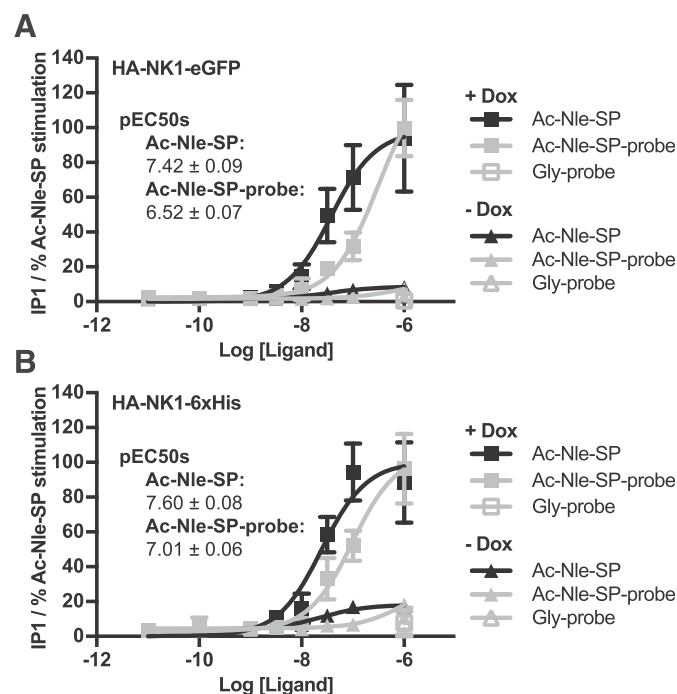 A
IP1 / % Ac-Nle-SP stimulation
140
120
100
80
60
40
20
0
-12
-10
-8
-6
Log [Ligand]
HA-NK1-eGFP
pEC50s
Ac-Nle-SP:
7.42 ± 0.09
Ac-Nle-SP-probe:
6.52 ± 0.07
+ Dox
Ac-Nle-SP
Ac-Nle-SP-probe
Gly-probe
- Dox
Ac-Nle-SP
Ac-Nle-SP-probe
Gly-probe
B
IP1 / % Ac-Nle-SP stimulation
140
120
100
80
60
40
20
0
-12
-10
-8
-6
Log [Ligand]
HA-NK1-6xHis
pEC50s
Ac-Nle-SP:
7.60 ± 0.08
Ac-Nle-SP-probe:
7.01 ± 0.06
+ Dox
Ac-Nle-SP
Ac-Nle-SP-probe
Gly-probe
- Dox
Ac-Nle-SP
Ac-Nle-SP-probe
Gly-probe